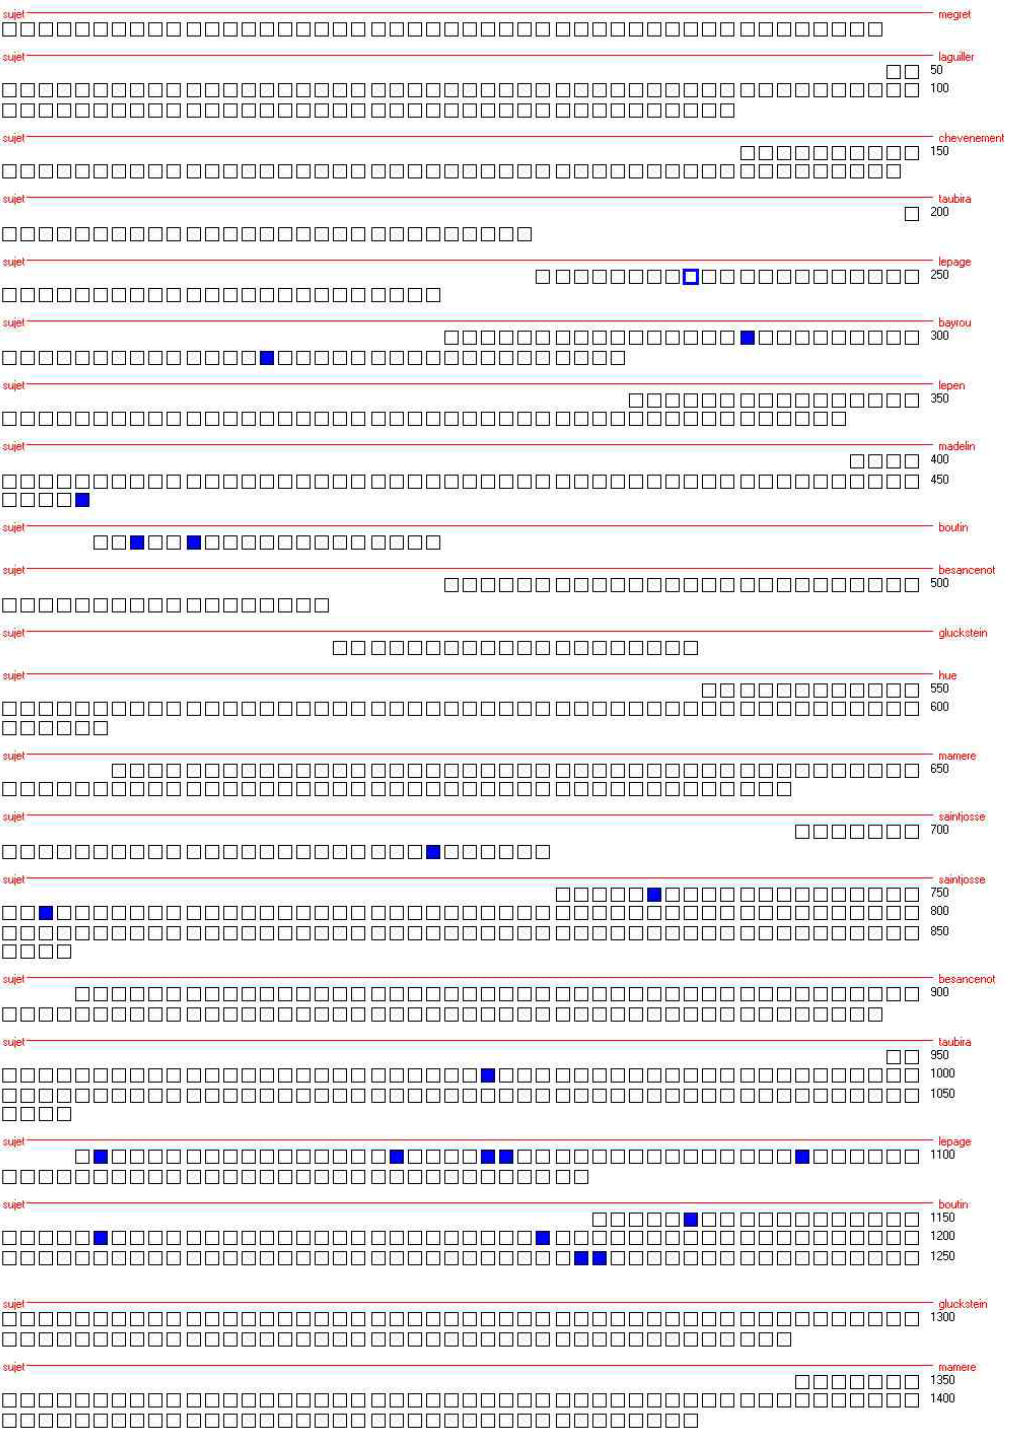 sujet megret
sujet laguiller
50
100
sujet chevenement
150
sujet taubira
200
sujet lepage
250
sujet bayrou
300
sujet lepen
350
sujet madelin
400
450
sujet boutin
sujet besancenot
500
sujet gluckstein
sujet hue
550
600
sujet mamere
650
sujet saintjosse
700
sujet saintjosse
750
800
850
sujet besancenot
900
sujet taubira
950
1000
1050
sujet lepage
1100
sujet boutin
1150
1200
1250
sujet gluckstein
1300
sujet mamere
1350
1400